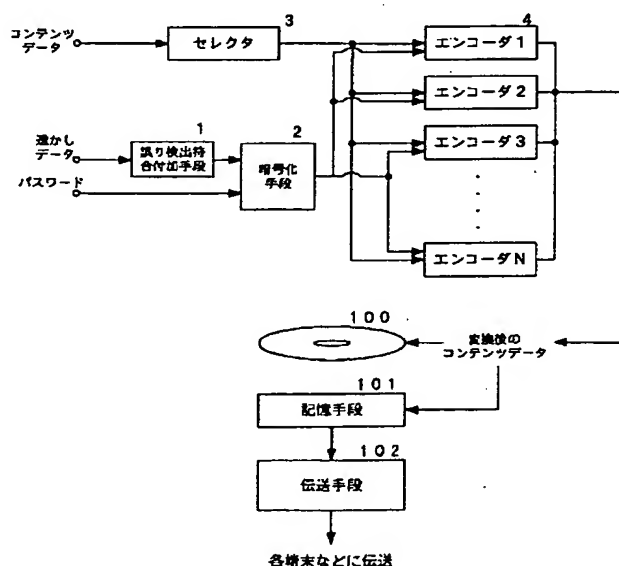 コンテンツ
データ
セレクタ
3
4
エンコーダ1
エンコーダ2
エンコーダ3
エンコーダN
透かし
データ
パスワード
1
誤り検出符
合付加手段
2
暗号化
手段
100
変換後の
コンテンツデータ
101
記憶手段
102
伝送手段
各端末などに伝送